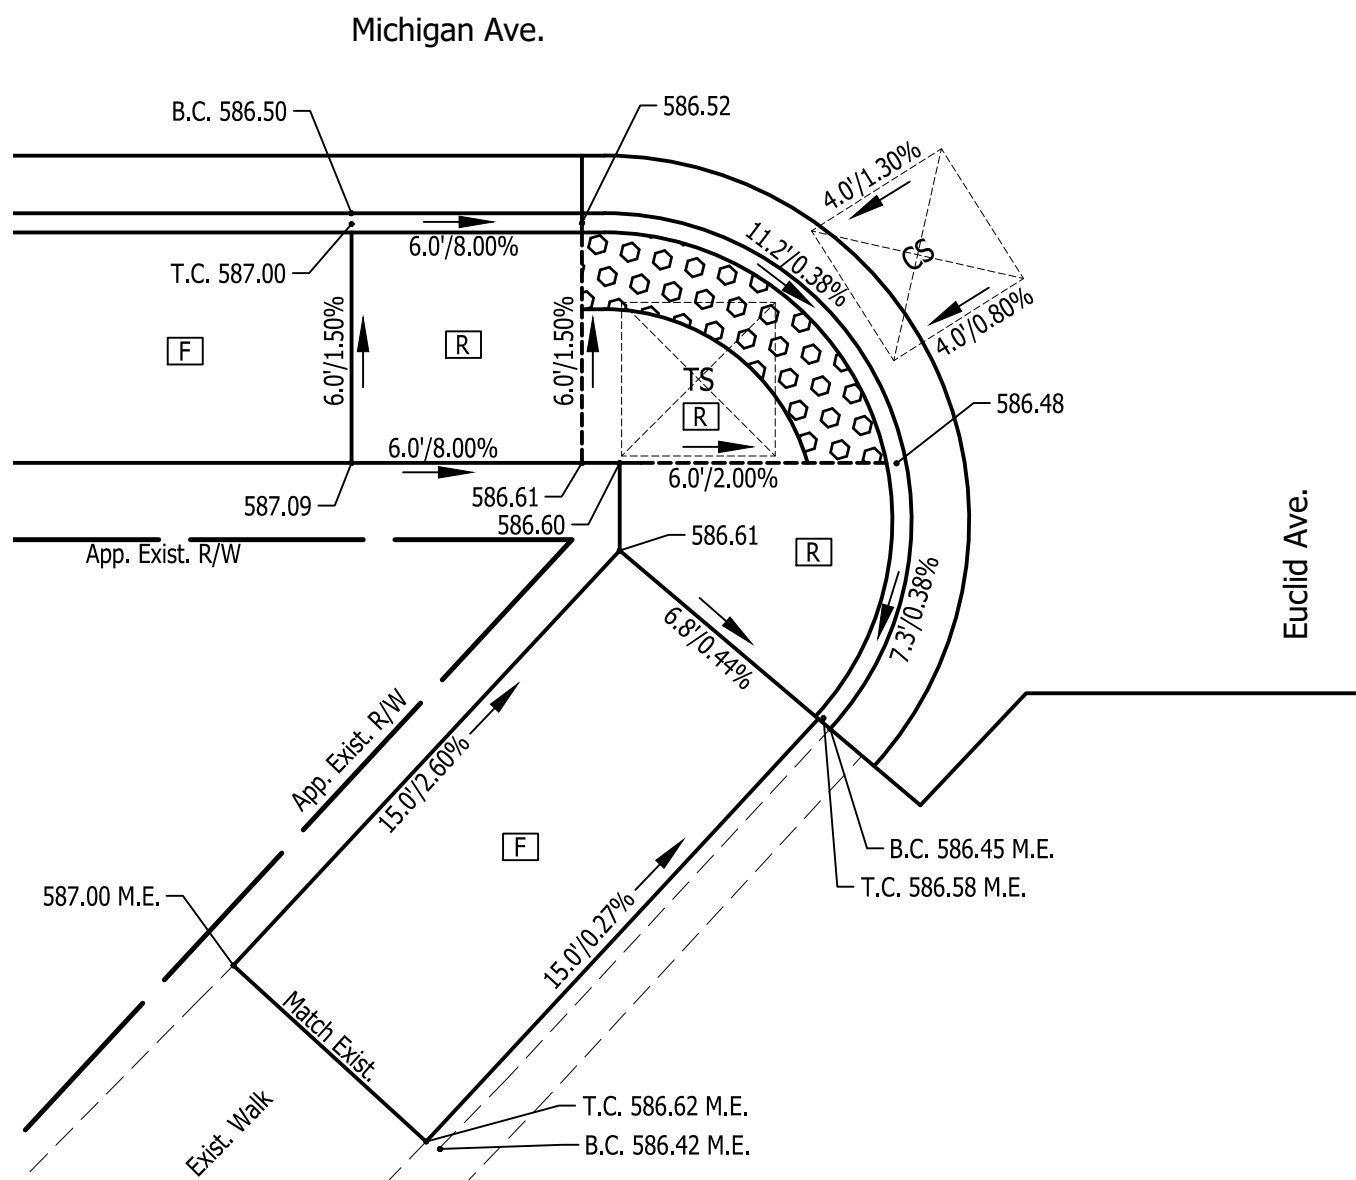 Michigan Ave.
B.C. 586.50
586.52
4.0'/1.30%
CS
4.0'/0.80%
6.0'/8.00%
11.2'/0.38%
T.C. 587.00
6.0'/1.50%
F
R
6.0'/1.50%
TS
R
586.48
6.0'/8.00%
6.0'/2.00%
587.09
586.61
586.60
586.61
App. Exist. R/W
R
Euclid Ave.
7.3'/0.38%
6.8'/0.44%
App. Exist. R/W
15.0'/2.60%
F
B.C. 586.45 M.E.
T.C. 586.58 M.E.
587.00 M.E.
15.0'/0.27%
Match Exist.
Exist. Walk
T.C. 586.62 M.E.
B.C. 586.42 M.E.